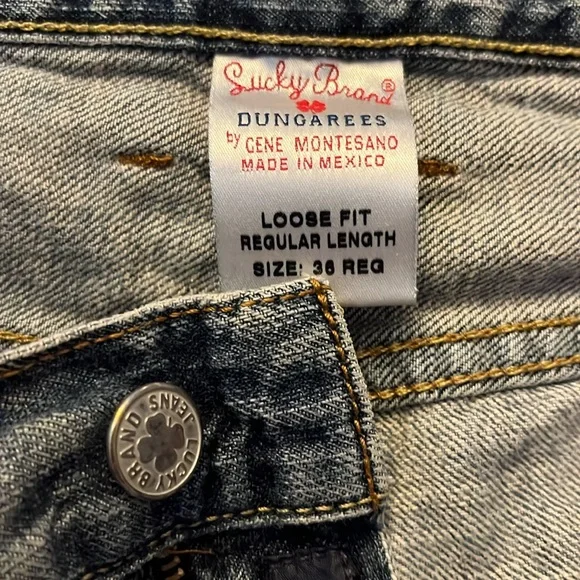 Lucky Brand ®
DUNGAREES
by GENE MONTESANO
MADE IN MEXICO
LOOSE FIT
REGULAR LENGTH
SIZE: 36 REG
LUCKY BRAND
JEANS